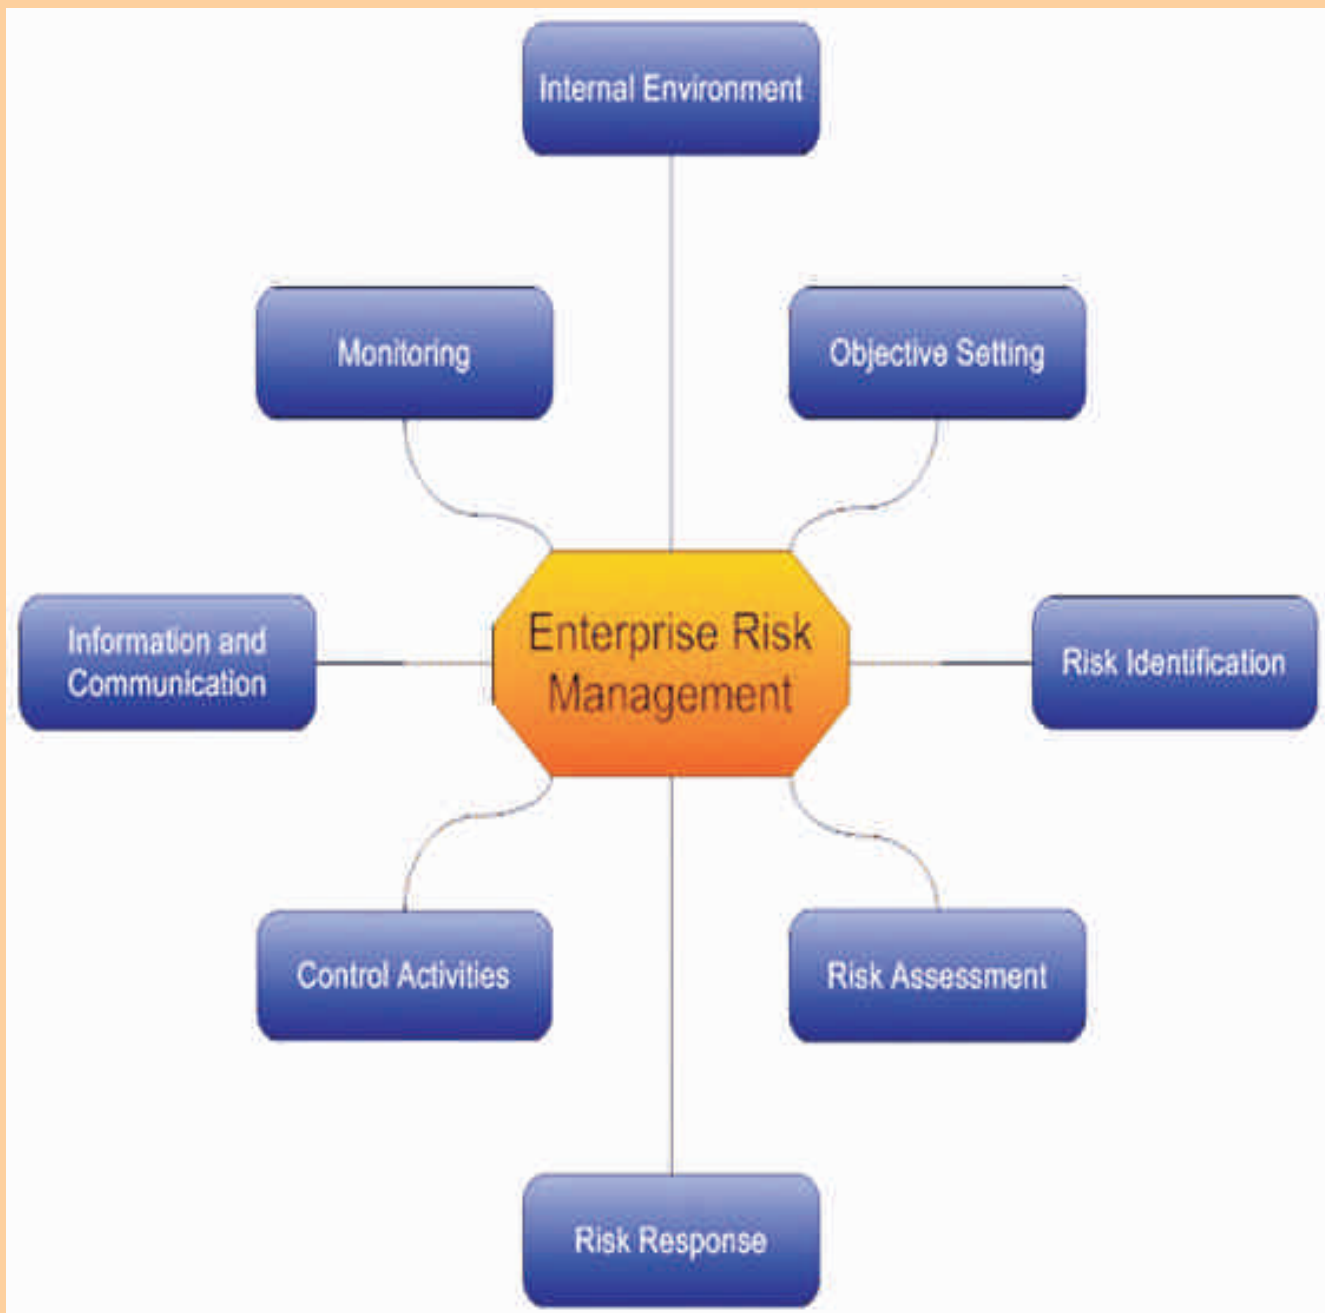 Internal Environment
Monitoring
Objective Setting
Information and
Communication
Enterprise Risk
Management
Risk Identification
Control Activities
Risk Assessment
Risk Response